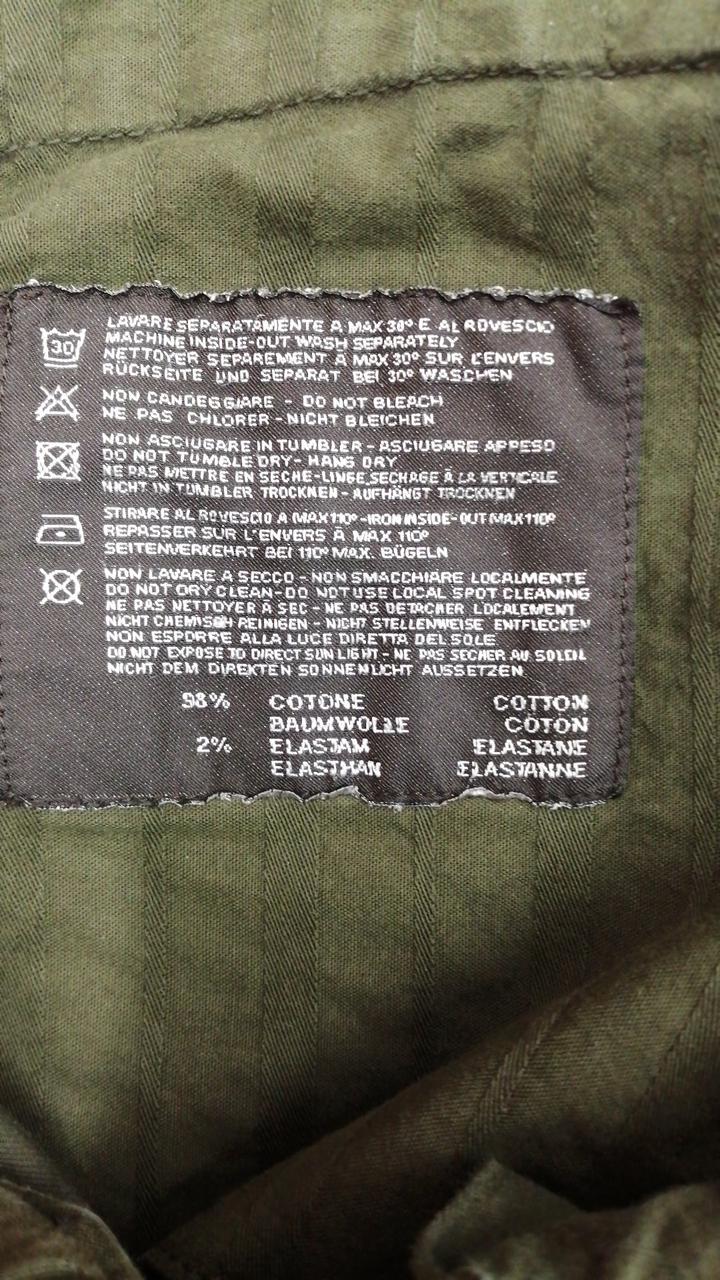 30
LAVARE SEPARATAMENTE A MAX 30° E AL ROVESCIO
MACHINE INSIDE-OUT WASH SEPARATELY
NETTOYER SEPAREMENT À MAX 30° SUR L'ENVERS
RÜCKSEITE UND SEPARAT BEI 30° WASCHEN
NON CANDEGGIARE - DO NOT BLEACH
NE PAS CHLORER - NICHT BLEICHEN
NON ASCIUGARE IN TUMBLER - ASCIUGARE APPESO
DO NOT TUMBLE DRY - HANG DRY
NE PAS METTRE EN SECHE-LINGE, SECHAGE À LA VERTICALE
NICHT IN TUMBLER TROCKNEN - AUFHÄNGT TROCKNEN
STIRARE AL ROVESCIO A MAX 110° - IRON INSIDE-OUT MAX 110°
REPASSER SUR L'ENVERS À MAX 110°
SEITENVERKEHRT BEI 110° MAX. BÜGELN
NON LAVARE A SECCO - NON SMACCHIARE LOCALMENTE
DO NOT DRY CLEAN - DO NOT USE LOCAL SPOT CLEANING
NE PAS NETTOYER À SEC - NE PAS DETACHER LOCALEMENT
NICHT CHEMISCH REINIGEN - NICHT STELLENWEISE ENTFLECKEN
NON ESPORRE ALLA LUCE DIRETTA DEL SOLE
DO NOT EXPOSE TO DIRECT SUN LIGHT - NE PAS SECHER AU SOLEIL
NICHT DEM DIREKTEN SONNENLICHT AUSSETZEN
98% COTONE COTTON
BAUMWOLLE COTON
2% ELASTAM ELASTANE
ELASTHAN ELASTANNE